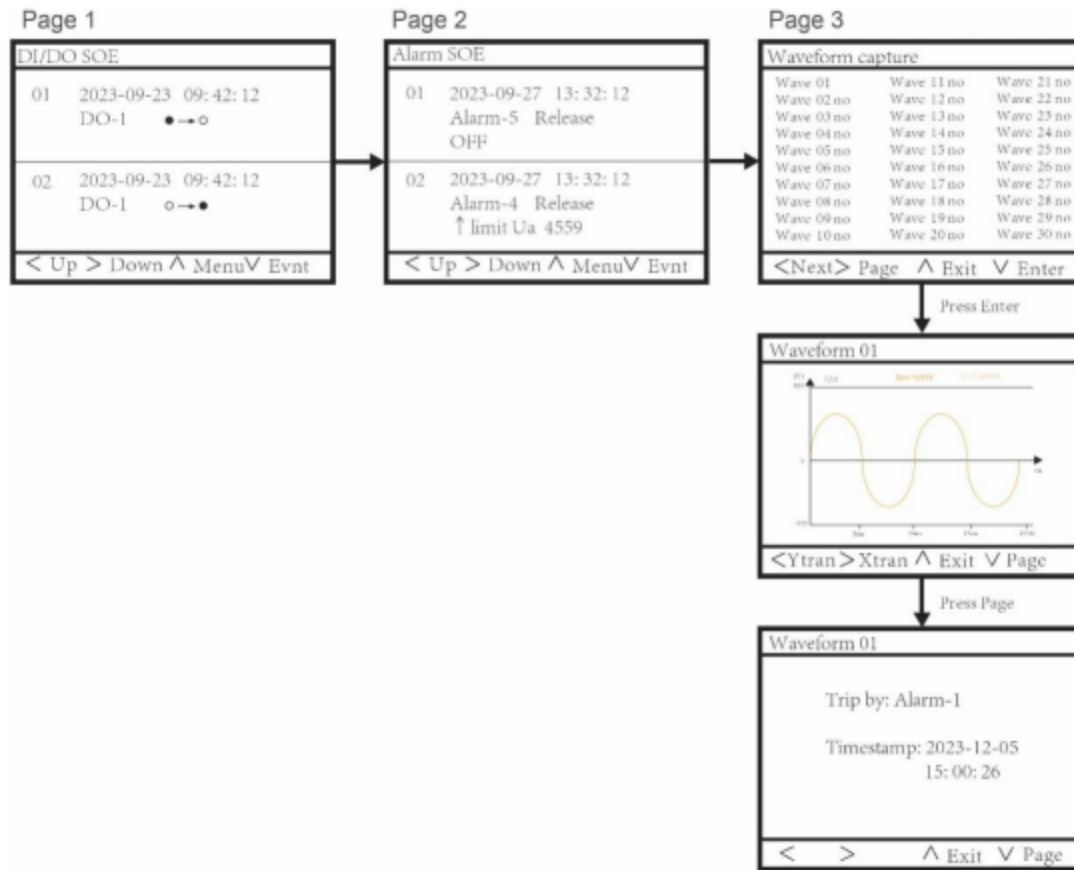 Page 1
DI/DO SOE
01 2023-09-23 09:42:12
DO-1 ●→○
02 2023-09-23 09:42:12
DO-1 ○→●
< Up > Down ∧ Menu ∨ Evnt
Page 2
Alarm SOE
01 2023-09-27 13:32:12
Alarm-5 Release
OFF
02 2023-09-27 13:32:12
Alarm-4 Release
↑ limit Ua 4559
< Up > Down ∧ Menu ∨ Evnt
Page 3
Waveform capture
Wave 01 Wave 11 no Wave 21 no
Wave 02 no Wave 12 no Wave 22 no
Wave 03 no Wave 13 no Wave 23 no
Wave 04 no Wave 14 no Wave 24 no
Wave 05 no Wave 15 no Wave 25 no
Wave 06 no Wave 16 no Wave 26 no
Wave 07 no Wave 17 no Wave 27 no
Wave 08 no Wave 18 no Wave 28 no
Wave 09 no Wave 19 no Wave 29 no
Wave 10 no Wave 20 no Wave 30 no
<Next> Page ∧ Exit ∨ Enter
Press Enter
Waveform 01
<Ytran> Xtran ∧ Exit ∨ Page
Press Page
Waveform 01
Trip by: Alarm-1
Timestamp: 2023-12-05
15:00:26
< > ∧ Exit ∨ Page